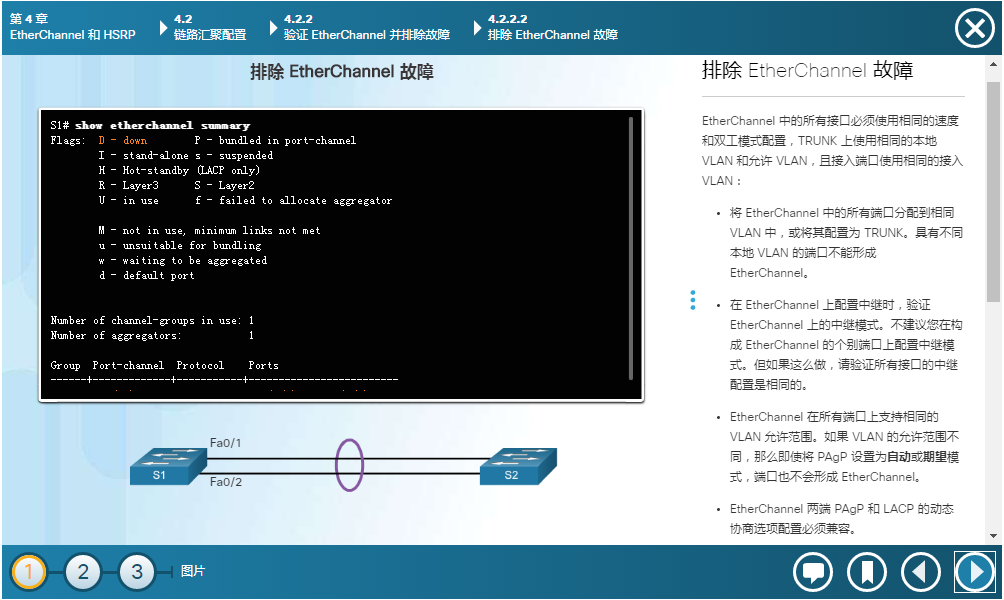 第 4 章
EtherChannel 和 HSRP
4.2
链路汇聚配置
4.2.2
验证 EtherChannel 并排除故障
4.2.2.2
排除 EtherChannel 故障
排除 EtherChannel 故障
S1# show etherchannel summary
Flags:  D - down        P - bundled in port-channel
I - stand-alone s - suspended
H - Hot-standby (LACP only)
R - Layer3      S - Layer2
U - in use      f - failed to allocate aggregator
M - not in use, minimum links not met
u - unsuitable for bundling
w - waiting to be aggregated
d - default port
Number of channel-groups in use: 1
Number of aggregators:           1
Group  Port-channel  Protocol    Ports
------+-------------+-----------+-------------------------
Fa0/1
S1
S2
Fa0/2
排除 EtherChannel 故障
EtherChannel 中的所有接口必须使用相同的速度
和双工模式配置，TRUNK 上使用相同的本地
VLAN 和允许 VLAN，且接入端口使用相同的接入
VLAN：
• 将 EtherChannel 中的所有端口分配到相同
VLAN 中，或将其配置为 TRUNK。具有不同
本地 VLAN 的端口不能形成
EtherChannel。
• 在 EtherChannel 上配置中继时，验证
EtherChannel 上的中继模式。不建议您在构
成 EtherChannel 的个别端口上配置中继模
式。但如果这么做，请验证所有接口的中继
配置是相同的。
• EtherChannel 在所有端口上支持相同的
VLAN 允许范围。如果 VLAN 的允许范围不
同，那么即使将 PAgP 设置为自动或期望模
式，端口也不会形成 EtherChannel。
• EtherChannel 两端 PAgP 和 LACP 的动态
协商选项配置必须兼容。
1
2
3
图片